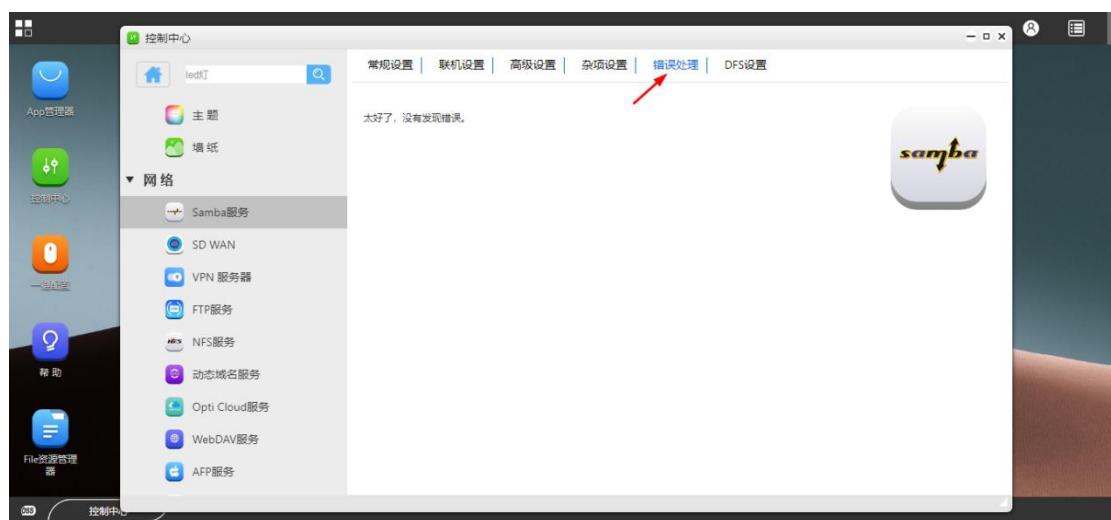 控制中心
led灯
常规设置 联机设置 高级设置 杂项设置 错误处理 DFS设置
太好了，没有发现错误。
samba
主题
墙纸
网络
Samba服务
SD WAN
VPN 服务器
FTP服务
NFS服务
动态域名服务
Opti Cloud服务
WebDAV服务
AFP服务
App管理器
控制中心
一键配置
帮助
File资源管理器
控制中心